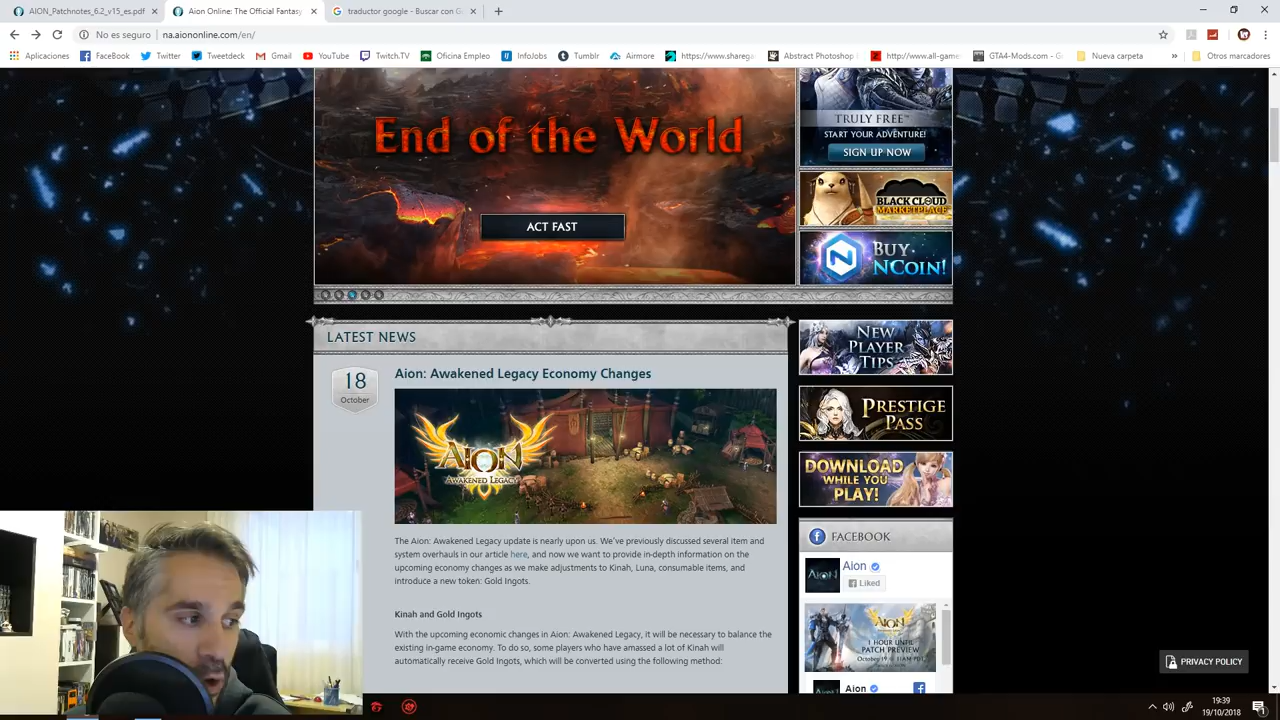 AION_Patchnotes_6.2_v15_es.pdf
Aion Online: The Official Fantasy
traductor google - Buscar con G
No es seguro
na.aiononline.com/en/
Aplicaciones
FaceBook
Twitter
Tweetdeck
Gmail
YouTube
Twitch.TV
Oficina Empleo
InfoJobs
Tumblr
Airmore
https://www.sharega
Abstract Photoshop
http://www.all-game
GTA4-Mods.com - G
Nueva carpeta
»
Otros marcadores
End of the World
ACT FAST
TRULY FREE™
START YOUR ADVENTURE!
SIGN UP NOW
BLACK CLOUD
MARKETPLACE
BUY
NCOIN!
LATEST NEWS
18
October
Aion: Awakened Legacy Economy Changes
AION
AWAKENED LEGACY
The Aion: Awakened Legacy update is nearly upon us. We've previously discussed several item and
system overhauls in our article here, and now we want to provide in-depth information on the
upcoming economy changes as we make adjustments to Kinah, Luna, consumable items, and
introduce a new token: Gold Ingots.
Kinah and Gold Ingots
With the upcoming economic changes in Aion: Awakened Legacy, it will be necessary to balance the
existing in-game economy. To do so, some players who have amassed a lot of Kinah will
automatically receive Gold Ingots, which will be converted using the following method:
NEW
PLAYER
TIPS
PRESTIGE
PASS
DOWNLOAD
WHILE YOU
PLAY!
FACEBOOK
Aion
Liked
AION
1 HOUR UNTIL
PATCH PREVIEW
Aion
PRIVACY POLICY
19:39
19/10/2018